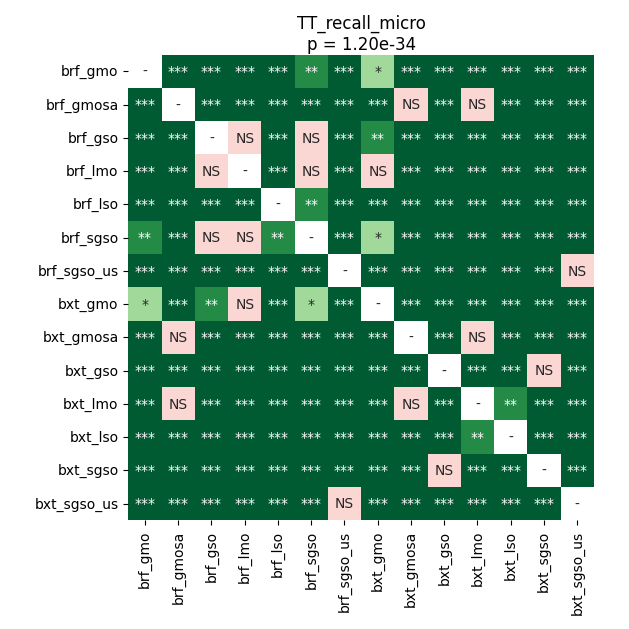 TT_recall_micro
p = 1.20e-34
brf_gmo - *** *** *** *** ** *** * *** *** *** *** *** ***
brf_gmosa *** - *** *** *** *** *** *** NS *** NS *** *** ***
brf_gso *** *** - NS *** NS *** ** *** *** *** *** *** ***
brf_lmo *** *** NS - *** NS *** NS *** *** *** *** *** ***
brf_lso *** *** *** *** - ** *** *** *** *** *** *** *** ***
brf_sgso ** *** NS NS ** - *** * *** *** *** *** *** ***
brf_sgso_us *** *** *** *** *** *** - *** *** *** *** *** *** NS
bxt_gmo * *** ** NS *** * *** - *** *** *** *** *** ***
bxt_gmosa *** NS *** *** *** *** *** *** - *** NS *** *** ***
bxt_gso *** *** *** *** *** *** *** *** *** - *** *** NS ***
bxt_lmo *** NS *** *** *** *** *** *** NS *** - ** *** ***
bxt_lso *** *** *** *** *** *** *** *** *** *** ** - *** ***
bxt_sgso *** *** *** *** *** *** *** *** *** NS *** *** - ***
bxt_sgso_us *** *** *** *** *** *** NS *** *** *** *** *** *** -
brf_gmo brf_gmosa brf_gso brf_lmo brf_lso brf_sgso brf_sgso_us bxt_gmo bxt_gmosa bxt_gso bxt_lmo bxt_lso bxt_sgso bxt_sgso_us